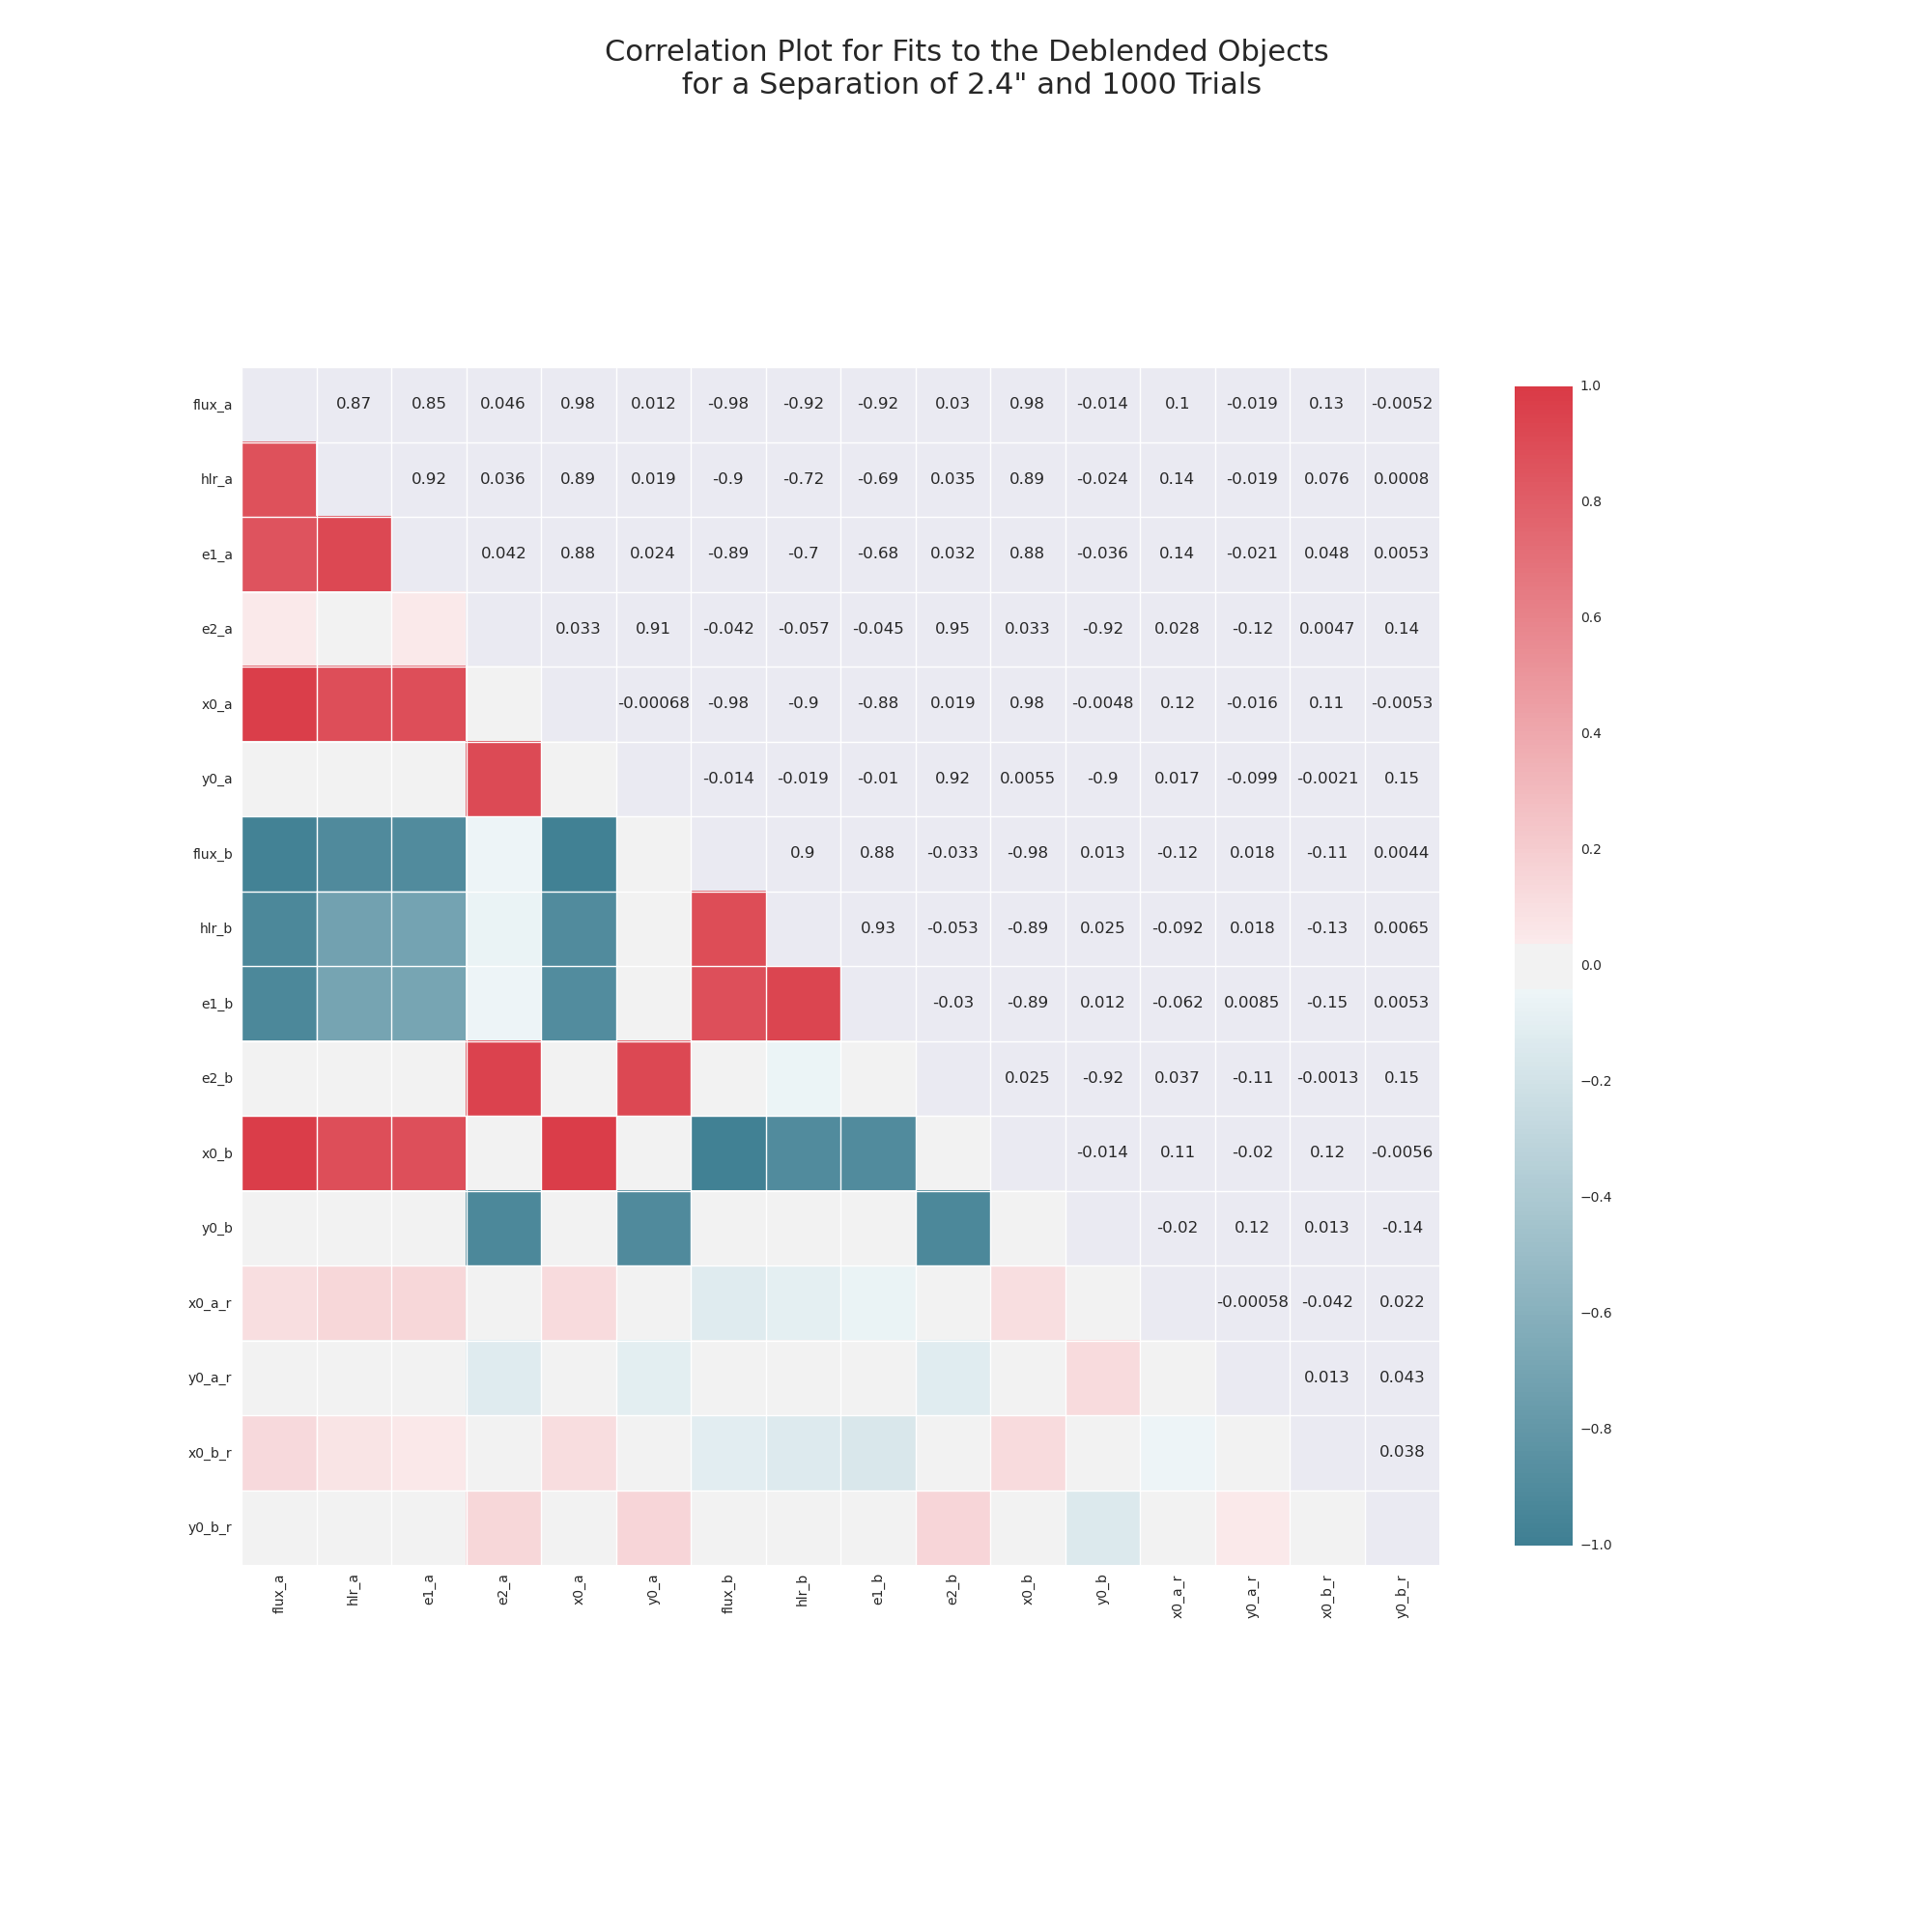 Correlation Plot for Fits to the Deblended Objects
for a Separation of 2.4" and 1000 Trials
flux_a 0.87 0.85 0.046 0.98 0.012 -0.98 -0.92 -0.92 0.03 0.98 -0.014 0.1 -0.019 0.13 -0.0052
hlr_a 0.92 0.036 0.89 0.019 -0.9 -0.72 -0.69 0.035 0.89 -0.024 0.14 -0.019 0.076 0.0008
e1_a 0.042 0.88 0.024 -0.89 -0.7 -0.68 0.032 0.88 -0.036 0.14 -0.021 0.048 0.0053
e2_a 0.033 0.91 -0.042 -0.057 -0.045 0.95 0.033 -0.92 0.028 -0.12 0.0047 0.14
x0_a -0.00068 -0.98 -0.9 -0.88 0.019 0.98 -0.0048 0.12 -0.016 0.11 -0.0053
y0_a -0.014 -0.019 -0.01 0.92 0.0055 -0.9 0.017 -0.099 -0.0021 0.15
flux_b 0.9 0.88 -0.033 -0.98 0.013 -0.12 0.018 -0.11 0.0044
hlr_b 0.93 -0.053 -0.89 0.025 -0.092 0.018 -0.13 0.0065
e1_b -0.03 -0.89 0.012 -0.062 0.0085 -0.15 0.0053
e2_b 0.025 -0.92 0.037 -0.11 -0.0013 0.15
x0_b -0.014 0.11 -0.02 0.12 -0.0056
y0_b -0.02 0.12 0.013 -0.14
x0_a_r -0.00058 -0.042 0.022
y0_a_r 0.013 0.043
x0_b_r 0.038
y0_b_r
flux_a hlr_a e1_a e2_a x0_a y0_a flux_b hlr_b e1_b e2_b x0_b y0_b x0_a_r y0_a_r x0_b_r y0_b_r
1.0
0.8
0.6
0.4
0.2
0.0
−0.2
−0.4
−0.6
−0.8
−1.0